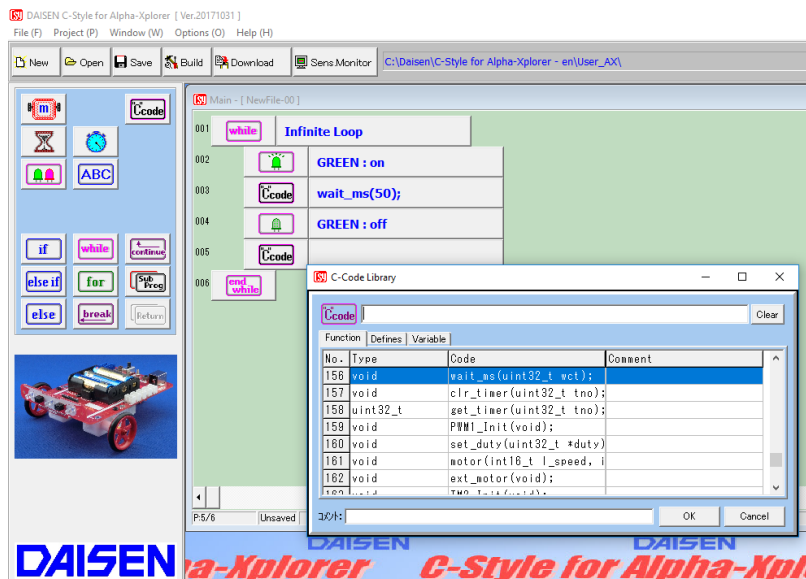 DAISEN C-Style for Alpha-Xplorer [ Ver.20171031 ]
File (F) Project (P) Window (W) Options (O) Help (H)
New Open Save Build Download Sens.Monitor C:\Daisen\C-Style for Alpha-Xplorer - en\User_AX\
m Ccode
ABC
if while continue
else if for Sub Prog
else break Return
Main - [ NewFile-00 ]
001 while Infinite Loop
002 GREEN : on
003 Ccode wait_ms(50);
004 GREEN : off
005 Ccode
006 end while
C-Code Library
Ccode Clear
Function Defines Variable
No. Type Code Comment
156 void wait_ms(uint32_t wct);
157 void clr_timer(uint32_t tno);
158 uint32_t get_timer(uint32_t tno);
159 void PWM1_Init(void);
160 void set_duty(uint32_t *duty)
161 void motor(int16_t l_speed, i
162 void ext_motor(void);
コメント: OK Cancel
P:5/6 Unsaved
DAISEN
DAISEN DAISEN
a-Xplorer C-Style for Alpha-Xpl